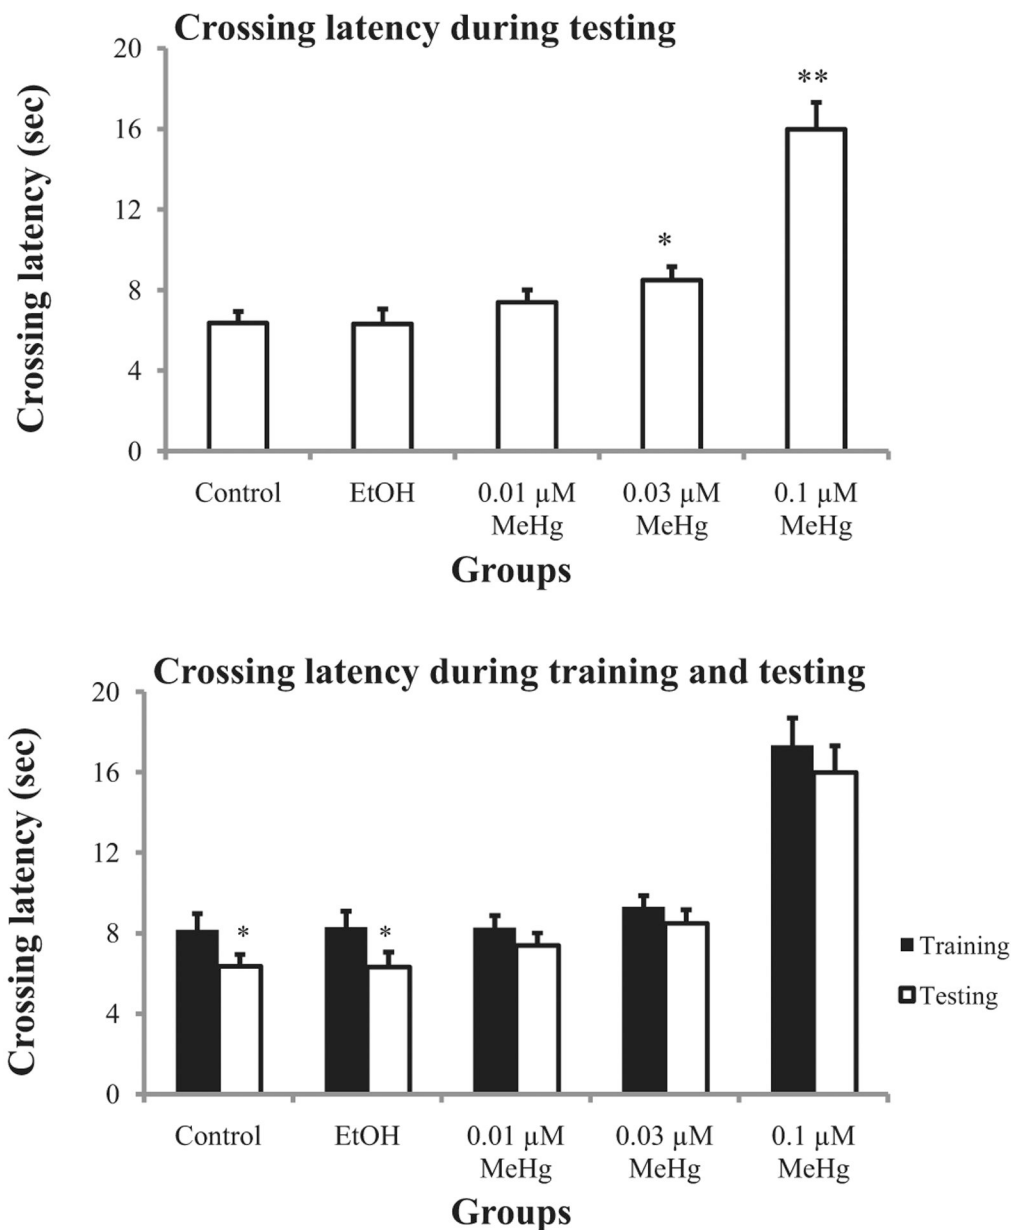 Crossing latency during testing
Crossing latency (sec)
20
16
12
8
4
0
*
**
Control
EtOH
0.01 µM
MeHg
0.03 µM
MeHg
0.1 µM
MeHg
Groups
Crossing latency during training and testing
Crossing latency (sec)
20
16
12
8
4
0
*
*
Training
Testing
Control
EtOH
0.01 µM
MeHg
0.03 µM
MeHg
0.1 µM
MeHg
Groups